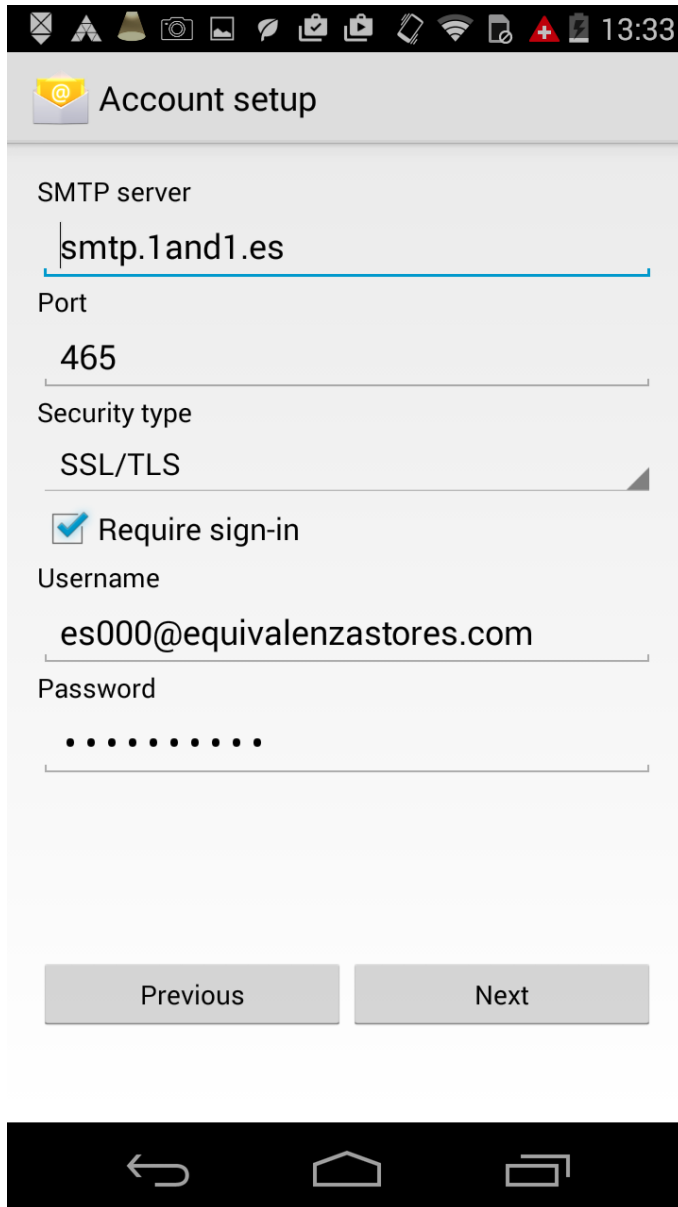 13:33
Account setup
SMTP server
smtp.1and1.es
Port
465
Security type
SSL/TLS
Require sign-in
Username
es000@equivalenzastores.com
Password
••••••••••
Previous
Next